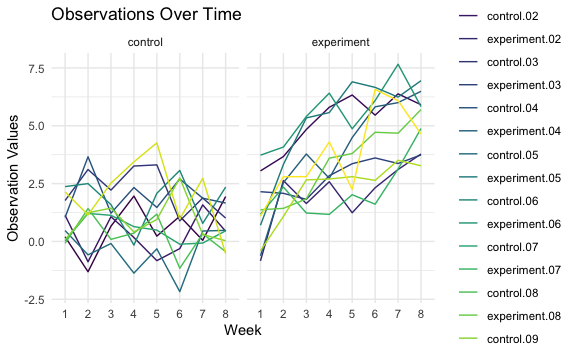 Observations Over Time
control
experiment
7.5
5.0
2.5
0.0
-2.5
Observation Values
1 2 3 4 5 6 7 8
1 2 3 4 5 6 7 8
Week
control.02
experiment.02
control.03
experiment.03
control.04
experiment.04
control.05
experiment.05
control.06
experiment.06
control.07
experiment.07
control.08
experiment.08
control.09